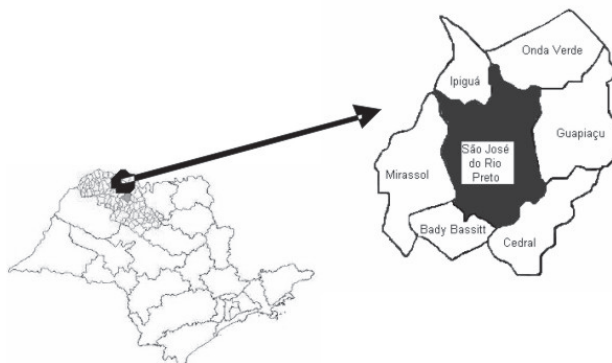 Onda Verde
Ipiguá
Guapiaçu
São José
do Rio
Preto
Mirassol
Bady Bassitt
Cedral